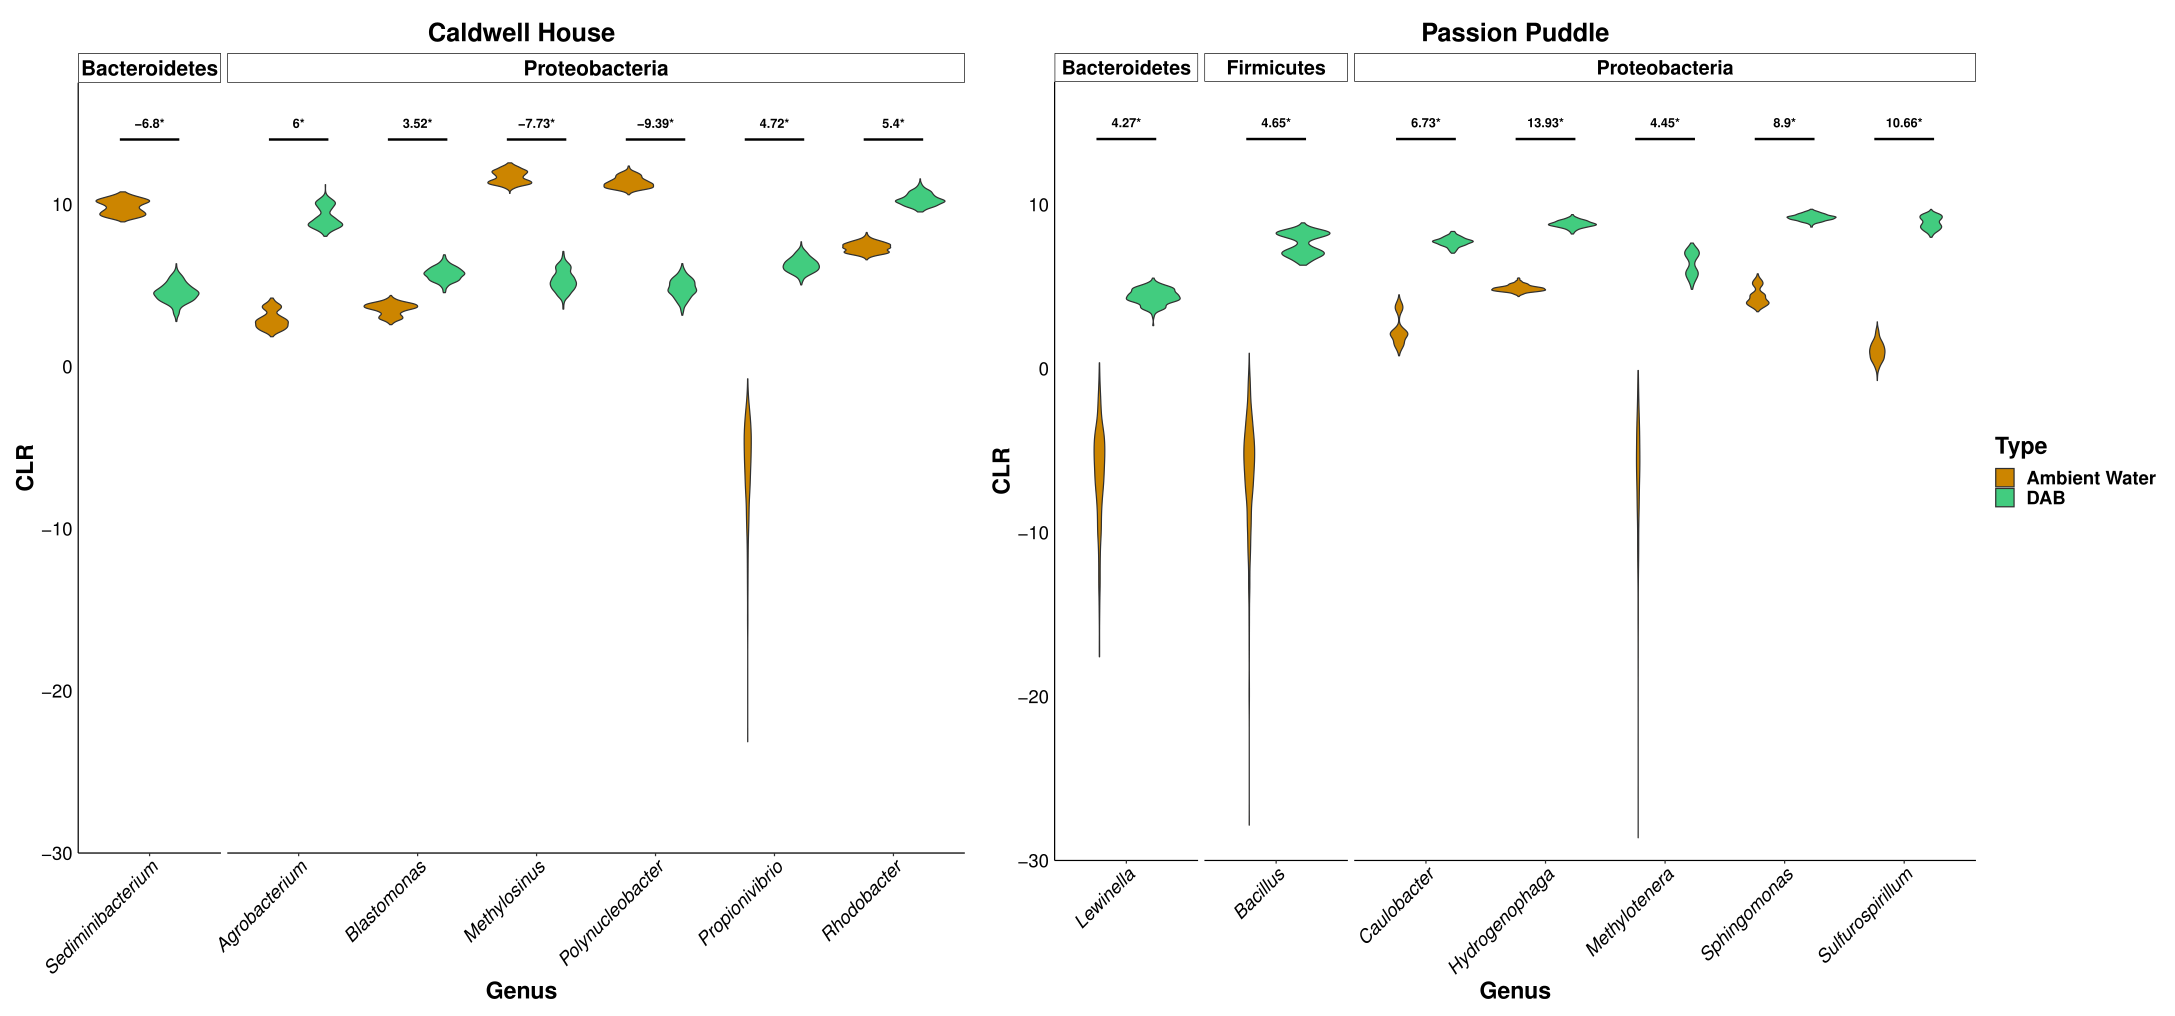 Caldwell House
Bacteroidetes Proteobacteria
−6.8* 6* 3.52* −7.73* −9.39* 4.72* 5.4*
10
0
−10
−20
−30
CLR
Sediminibacterium Agrobacterium Blastomonas Methylosinus Polynucleobacter Propionivibrio Rhodobacter
Genus
Passion Puddle
Bacteroidetes Firmicutes Proteobacteria
4.27* 4.65* 6.73* 13.93* 4.45* 8.9* 10.66*
10
0
−10
−20
−30
CLR
Lewinella Bacillus Caulobacter Hydrogenophaga Methylotenera Sphingomonas Sulfurospirillum
Genus
Type
Ambient Water
DAB